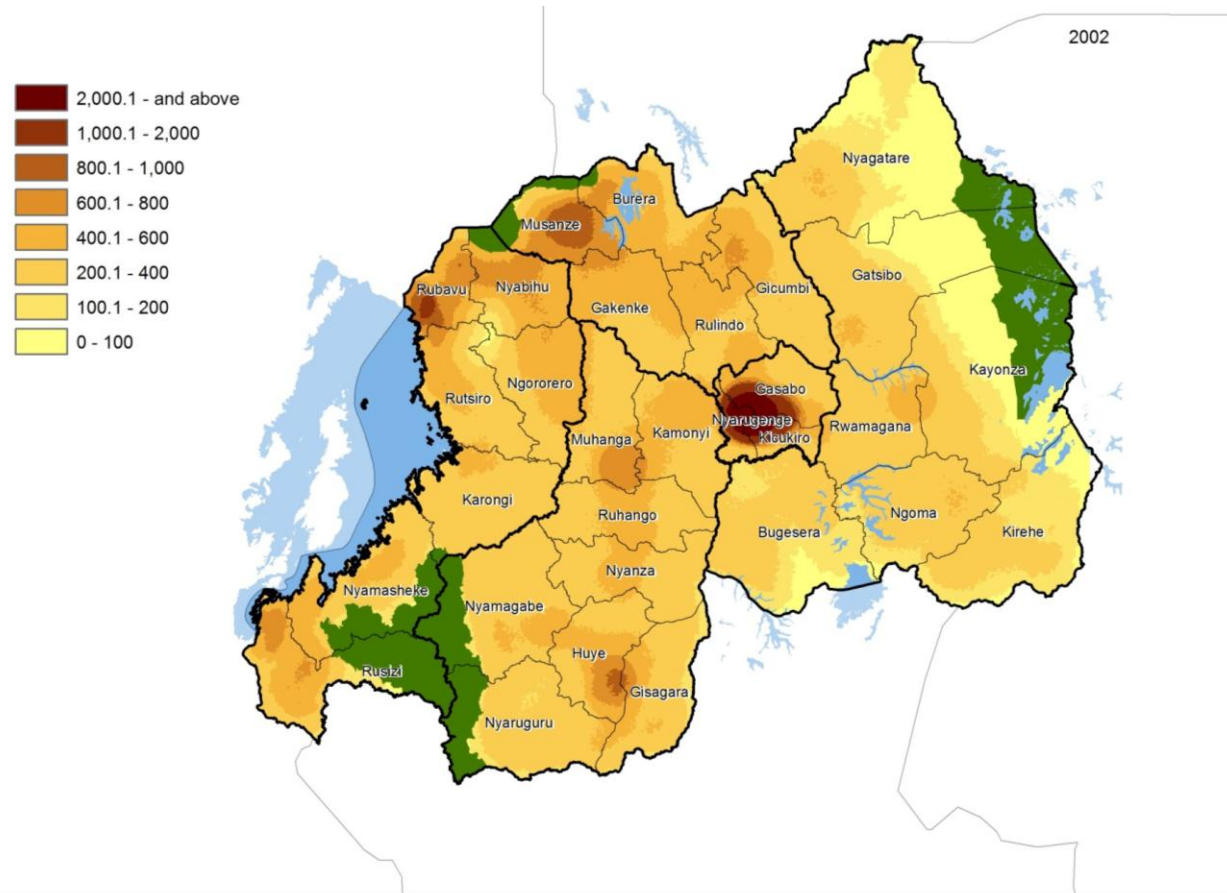 2002
2,000.1 - and above
1,000.1 - 2,000
800.1 - 1,000
600.1 - 800
400.1 - 600
200.1 - 400
100.1 - 200
0 - 100
Nyagatare
Burera
Musanze
Gatsibo
Rubavu
Nyabihu
Gicumbi
Gakenke
Rulindo
Kayonza
Gasabo
Ngororero
Rutsiro
Nyarugenge
Rwamagana
Kicukiro
Muhanga
Kamonyi
Karongi
Ruhango
Ngoma
Bugesera
Kirehe
Nyanza
Nyamasheke
Nyamagabe
Huye
Rusizi
Gisagara
Nyaruguru